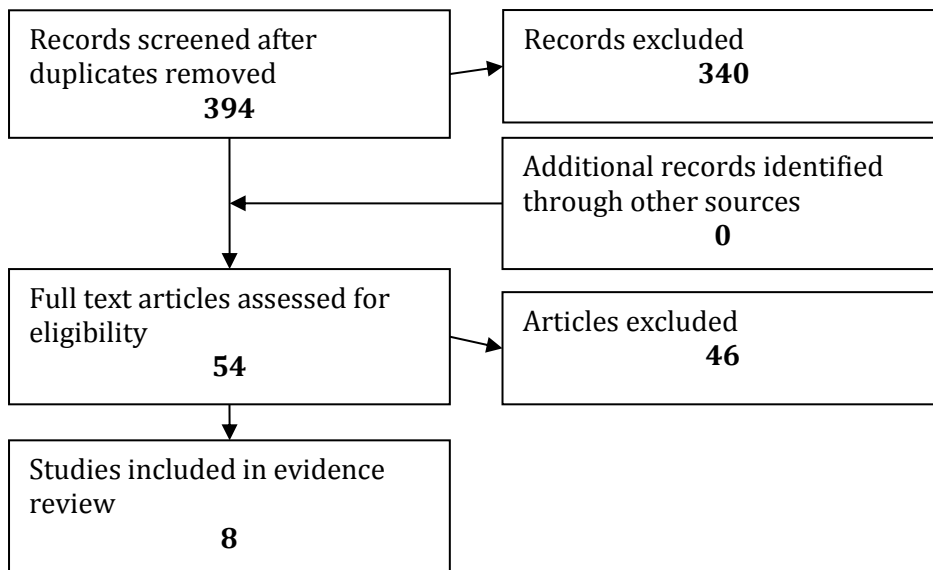 Records screened after
duplicates removed
394
Records excluded
340
Additional records identified
through other sources
0
Full text articles assessed for
eligibility
54
Articles excluded
46
Studies included in evidence
review
8